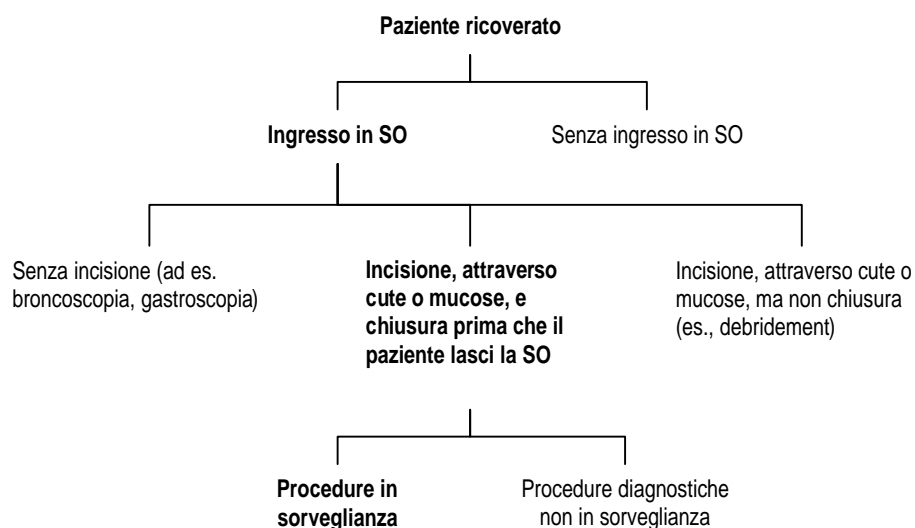 Paziente ricoverato
Ingresso in SO
Senza ingresso in SO
Senza incisione (ad es.
broncoscopia, gastroscopia)
Incisione, attraverso
cute o mucose, e
chiusura prima che il
paziente lasci la SO
Incisione, attraverso cute o
mucose, ma non chiusura
(es., debridement)
Procedure in
sorveglianza
Procedure diagnostiche
non in sorveglianza